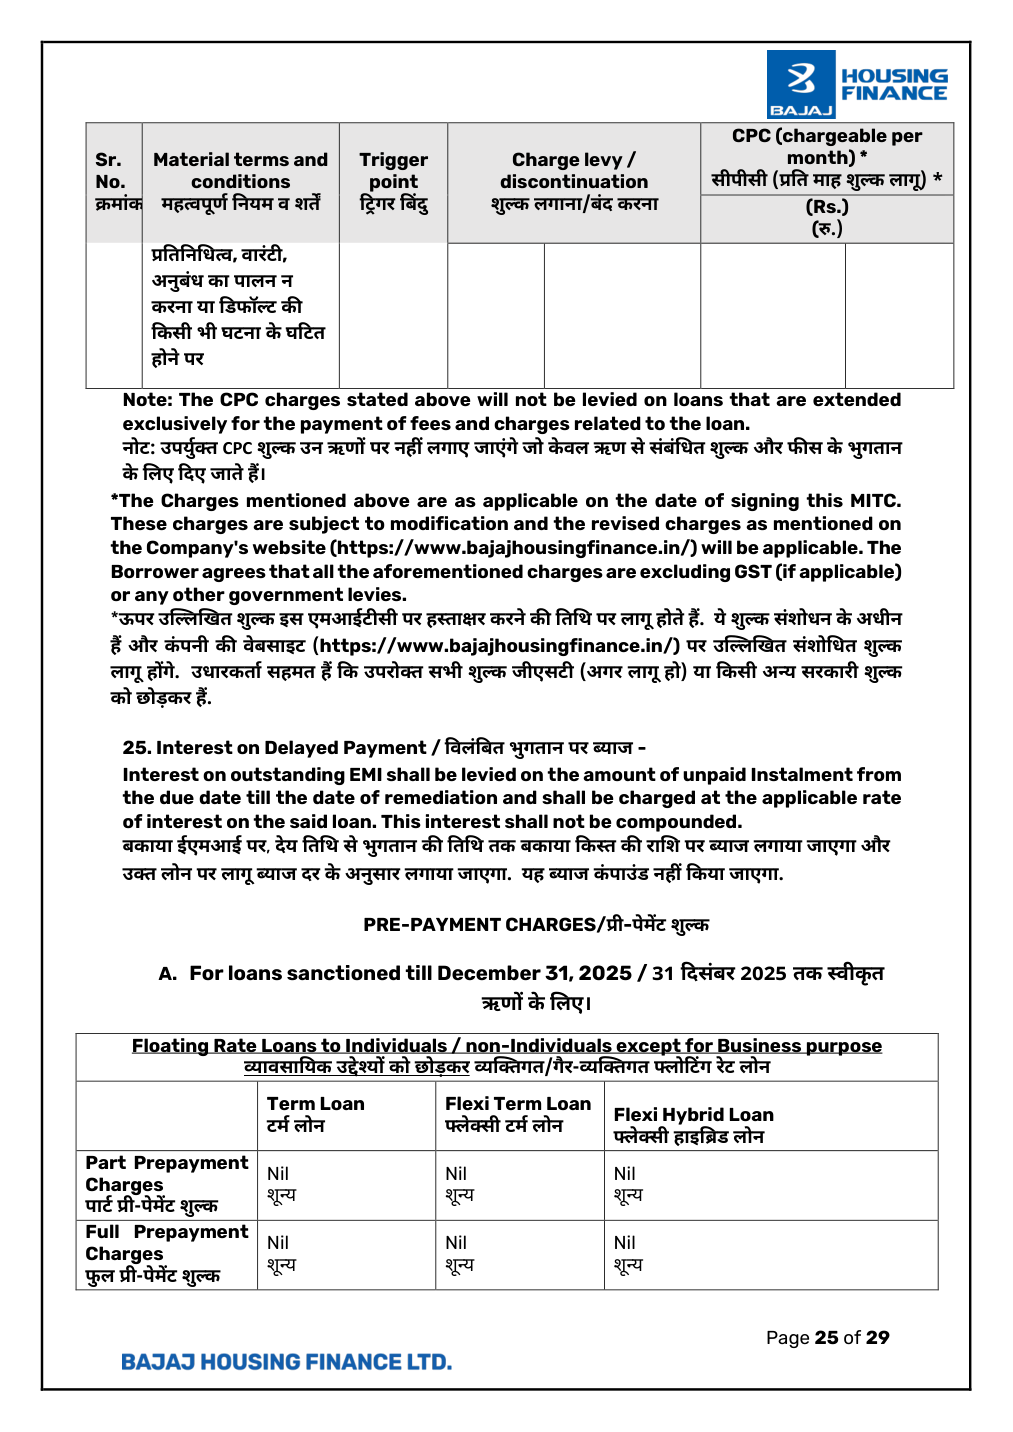 HOUSING
FINANCE
BAJAJ
Sr.
No.
क्रमांक
Material terms and
conditions
महत्वपूर्ण नियम व शर्तें
Trigger
point
ट्रिगर बिंदु
Charge levy /
discontinuation
शुल्क लगाना/बंद करना
CPC (chargeable per
month) *
सीपीसी (प्रति माह शुल्क लागू) *
(Rs.)
(रु.)
प्रतिनिधित्व, वारंटी,
अनुबंध का पालन न
करना या डिफॉल्ट की
किसी भी घटना के घटित
होने पर
Note: The CPC charges stated above will not be levied on loans that are extended
exclusively for the payment of fees and charges related to the loan.
नोट: उपर्युक्त CPC शुल्क उन ऋणों पर नहीं लगाए जाएंगे जो केवल ऋण से संबंधित शुल्क और फीस के भुगतान
के लिए दिए जाते हैं।
*The Charges mentioned above are as applicable on the date of signing this MITC.
These charges are subject to modification and the revised charges as mentioned on
the Company's website (https://www.bajajhousingfinance.in/) will be applicable. The
Borrower agrees that all the aforementioned charges are excluding GST (if applicable)
or any other government levies.
*ऊपर उल्लिखित शुल्क इस एमआईटीसी पर हस्ताक्षर करने की तिथि पर लागू होते हैं. ये शुल्क संशोधन के अधीन
हैं और कंपनी की वेबसाइट (https://www.bajajhousingfinance.in/) पर उल्लिखित संशोधित शुल्क
लागू होंगे. उधारकर्ता सहमत हैं कि उपरोक्त सभी शुल्क जीएसटी (अगर लागू हो) या किसी अन्य सरकारी शुल्क
को छोड़कर हैं.
25. Interest on Delayed Payment / विलंबित भुगतान पर ब्याज –
Interest on outstanding EMI shall be levied on the amount of unpaid Instalment from
the due date till the date of remediation and shall be charged at the applicable rate
of interest on the said loan. This interest shall not be compounded.
बकाया ईएमआई पर, देय तिथि से भुगतान की तिथि तक बकाया किस्त की राशि पर ब्याज लगाया जाएगा और
उक्त लोन पर लागू ब्याज दर के अनुसार लगाया जाएगा. यह ब्याज कंपाउंड नहीं किया जाएगा.
PRE-PAYMENT CHARGES/प्री-पेमेंट शुल्क
A. For loans sanctioned till December 31, 2025 / 31 दिसंबर 2025 तक स्वीकृत
ऋणों के लिए।
Floating Rate Loans to Individuals / non-Individuals except for Business purpose
व्यावसायिक उद्देश्यों को छोड़कर व्यक्तिगत/गैर-व्यक्तिगत फ्लोटिंग रेट लोन
Term Loan
टर्म लोन
Flexi Term Loan
फ्लेक्सी टर्म लोन
Flexi Hybrid Loan
फ्लेक्सी हाइब्रिड लोन
Part Prepayment
Charges
पार्ट प्री-पेमेंट शुल्क
Nil
शून्य
Nil
शून्य
Nil
शून्य
Full Prepayment
Charges
फुल प्री-पेमेंट शुल्क
Nil
शून्य
Nil
शून्य
Nil
शून्य
Page 25 of 29
BAJAJ HOUSING FINANCE LTD.